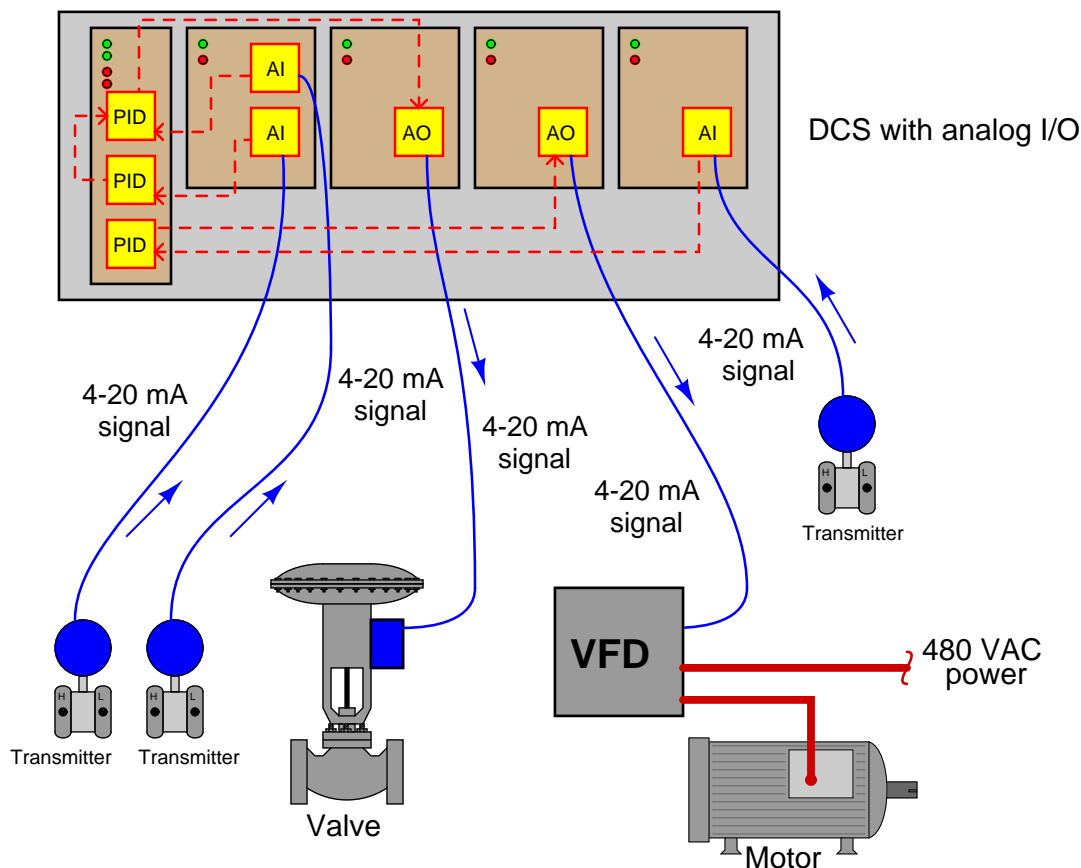 AI
PID
AI
AO
AO
AI
DCS with analog I/O
PID
PID
4-20 mA
signal
4-20 mA
signal
4-20 mA
signal
4-20 mA
signal
4-20 mA
signal
H
L
Transmitter
VFD
480 VAC
power
H
L
H
L
Transmitter
Transmitter
Valve
Motor